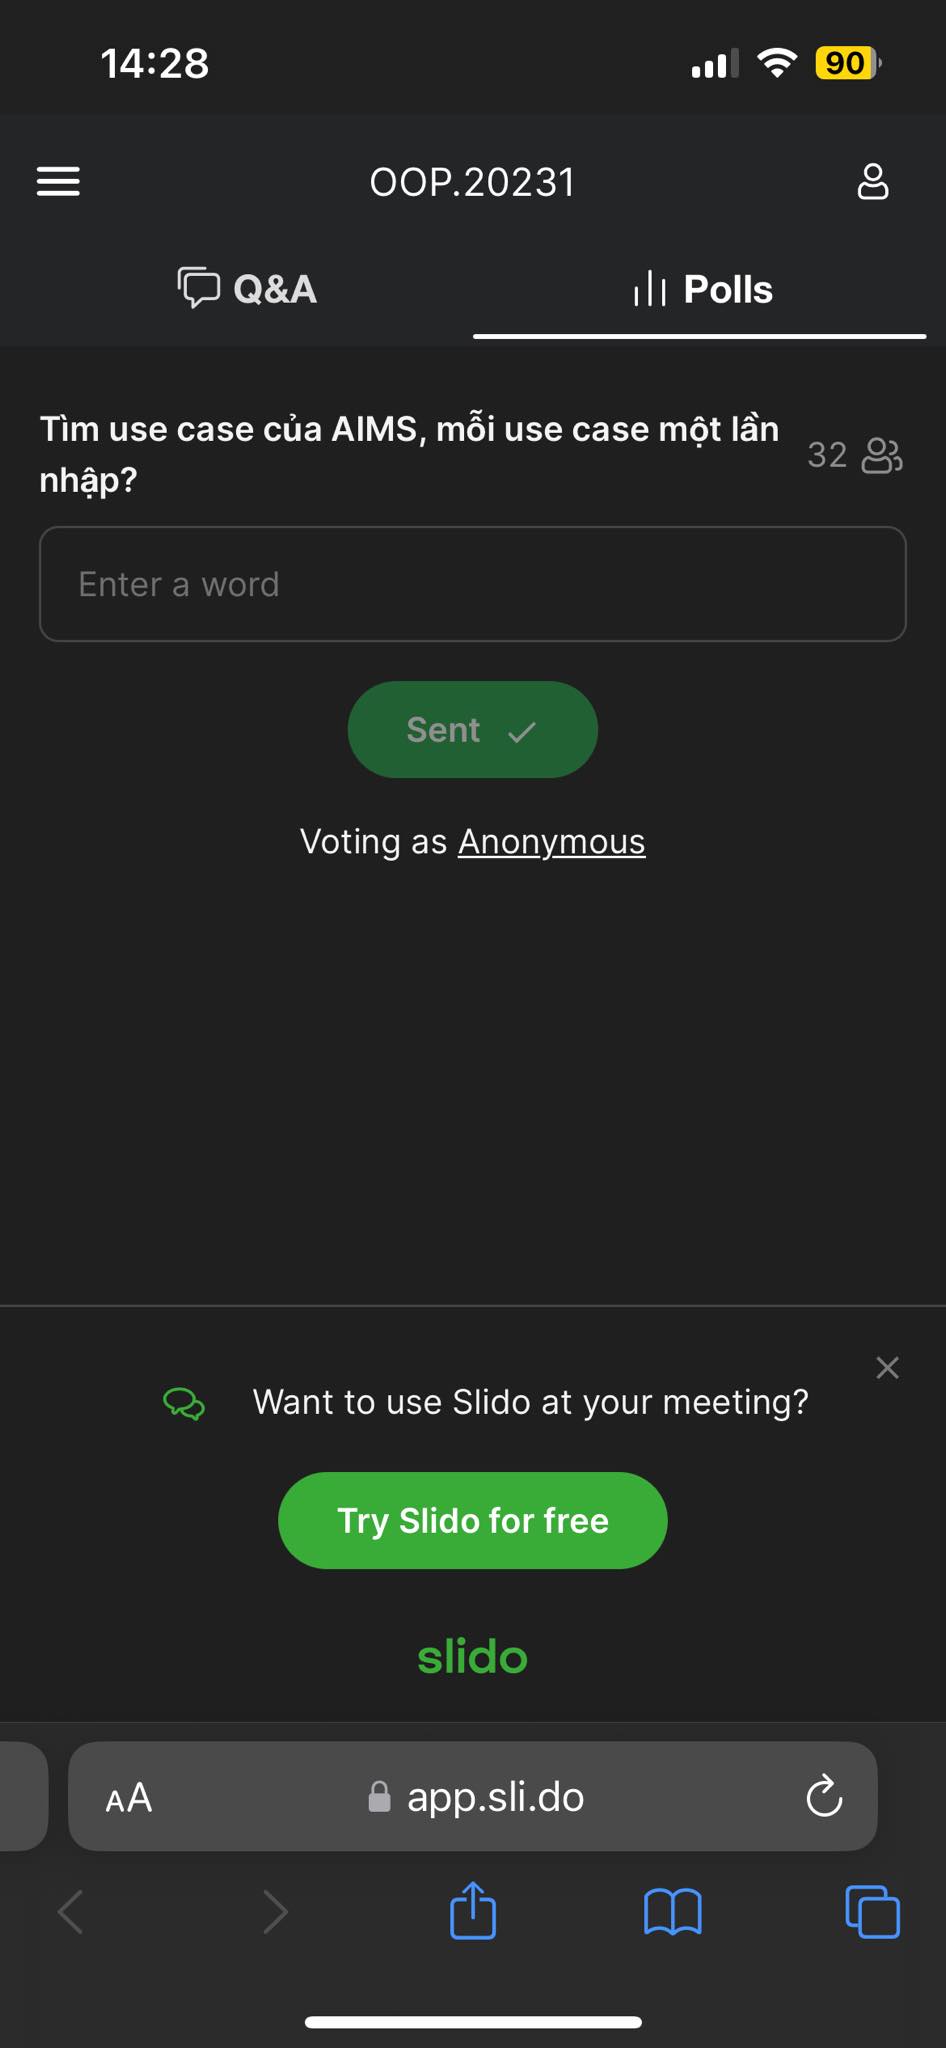 14:28
90
OOP.20231
Q&A
Polls
Tìm use case của AIMS, mỗi use case một lần
nhập?
32
Enter a word
Sent
Voting as Anonymous
Want to use Slido at your meeting?
Try Slido for free
slido
AA
app.sli.do